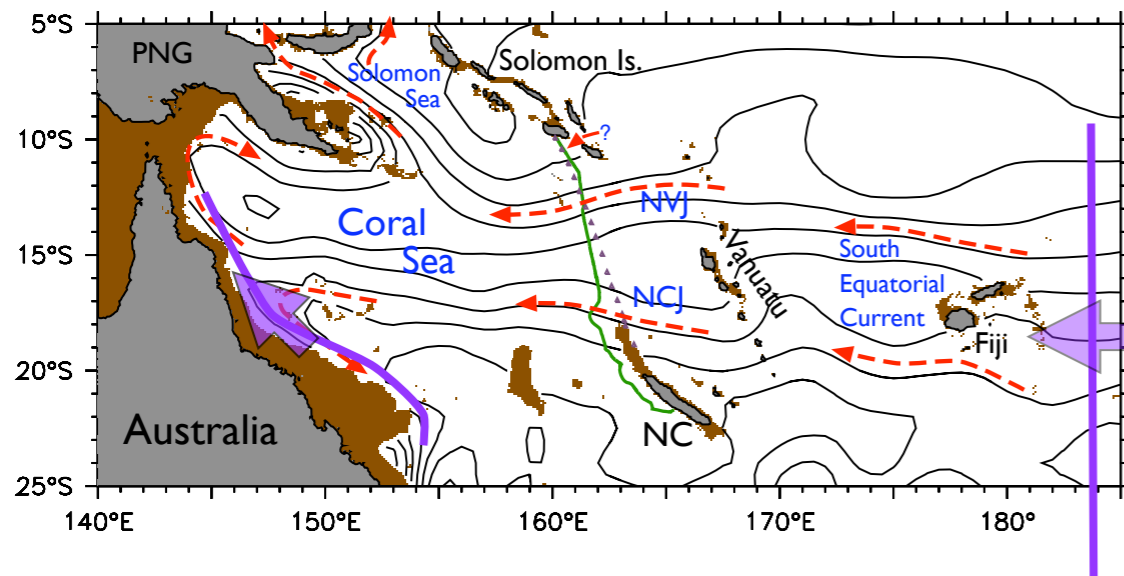 5°S
PNG
Solomon Is.
Solomon
Sea
10°S
?
NVJ
Coral
Sea
15°S
Vanuatu
South
Equatorial
Current
NCJ
Fiji
20°S
Australia
NC
25°S
140°E 150°E 160°E 170°E 180°